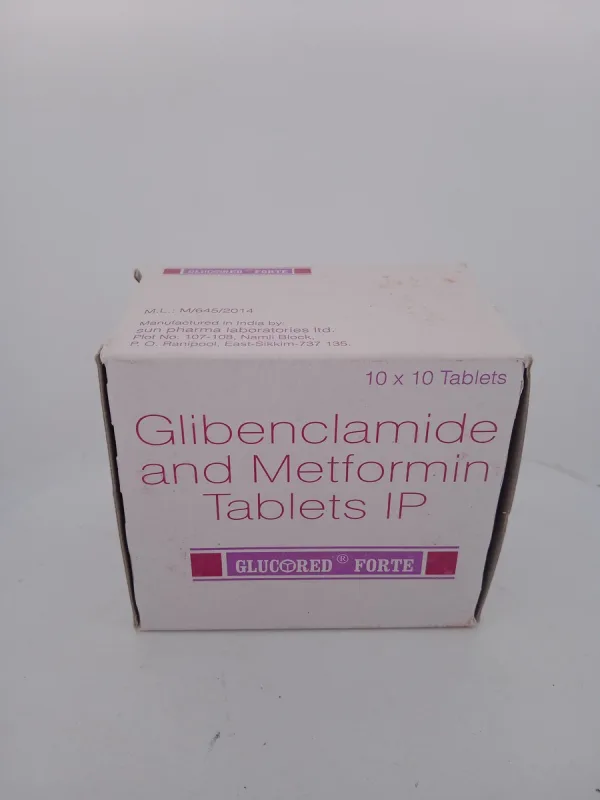 GLUCORED FORTE
M.L.: M/645/2014
Manufactured in India by:
sun pharma laboratories ltd.
Plot No. 107-108, Namli Block,
P. O. Ranipool, East-Sikkim-737 135.
10 x 10 Tablets
Glibenclamide
and Metformin
Tablets IP
GLUCORED® FORTE